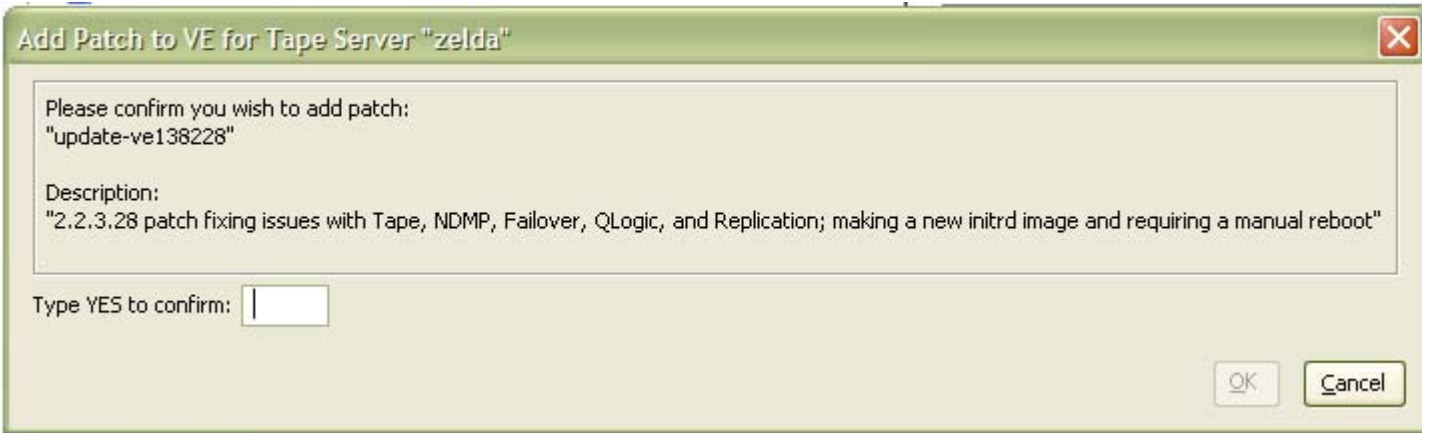 Add Patch to VE for Tape Server "zelda"
Please confirm you wish to add patch:
"update-ve138228"
Description:
"2.2.3.28 patch fixing issues with Tape, NDMP, Failover, QLogic, and Replication; making a new initrd image and requiring a manual reboot"
Type YES to confirm:
OK
Cancel